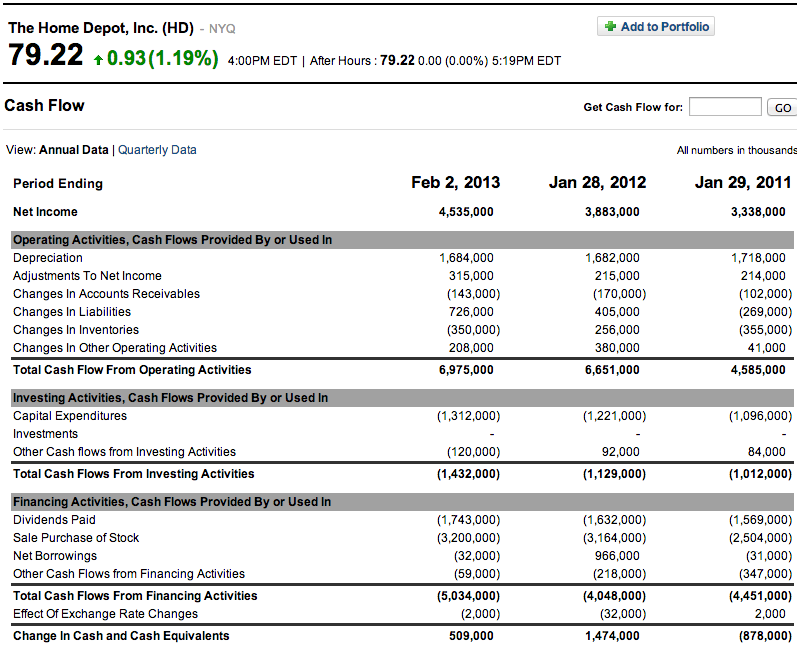 The Home Depot, Inc. (HD) - NYQ
Add to Portfolio
79.22 0.93(1.19%) 4:00PM EDT | After Hours : 79.22 0.00 (0.00%) 5:19PM EDT
Cash Flow
Get Cash Flow for: GO
View: Annual Data | Quarterly Data
All numbers in thousands
Period Ending Feb 2, 2013 Jan 28, 2012 Jan 29, 2011
Net Income 4,535,000 3,883,000 3,338,000
Operating Activities, Cash Flows Provided By or Used In
Depreciation 1,684,000 1,682,000 1,718,000
Adjustments To Net Income 315,000 215,000 214,000
Changes In Accounts Receivables (143,000) (170,000) (102,000)
Changes In Liabilities 726,000 405,000 (269,000)
Changes In Inventories (350,000) 256,000 (355,000)
Changes In Other Operating Activities 208,000 380,000 41,000
Total Cash Flow From Operating Activities 6,975,000 6,651,000 4,585,000
Investing Activities, Cash Flows Provided By or Used In
Capital Expenditures (1,312,000) (1,221,000) (1,096,000)
Investments - - -
Other Cash flows from Investing Activities (120,000) 92,000 84,000
Total Cash Flows From Investing Activities (1,432,000) (1,129,000) (1,012,000)
Financing Activities, Cash Flows Provided By or Used In
Dividends Paid (1,743,000) (1,632,000) (1,569,000)
Sale Purchase of Stock (3,200,000) (3,164,000) (2,504,000)
Net Borrowings (32,000) 966,000 (31,000)
Other Cash Flows from Financing Activities (59,000) (218,000) (347,000)
Total Cash Flows From Financing Activities (5,034,000) (4,048,000) (4,451,000)
Effect Of Exchange Rate Changes (2,000) (32,000) 2,000
Change In Cash and Cash Equivalents 509,000 1,474,000 (878,000)